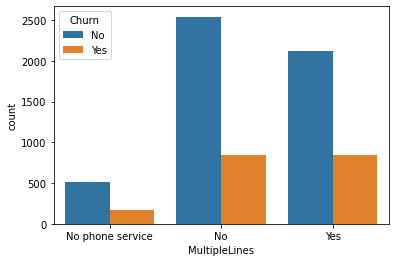 2500
2000
1500
1000
500
0
count
Churn
No
Yes
No phone service
No
Yes
MultipleLines